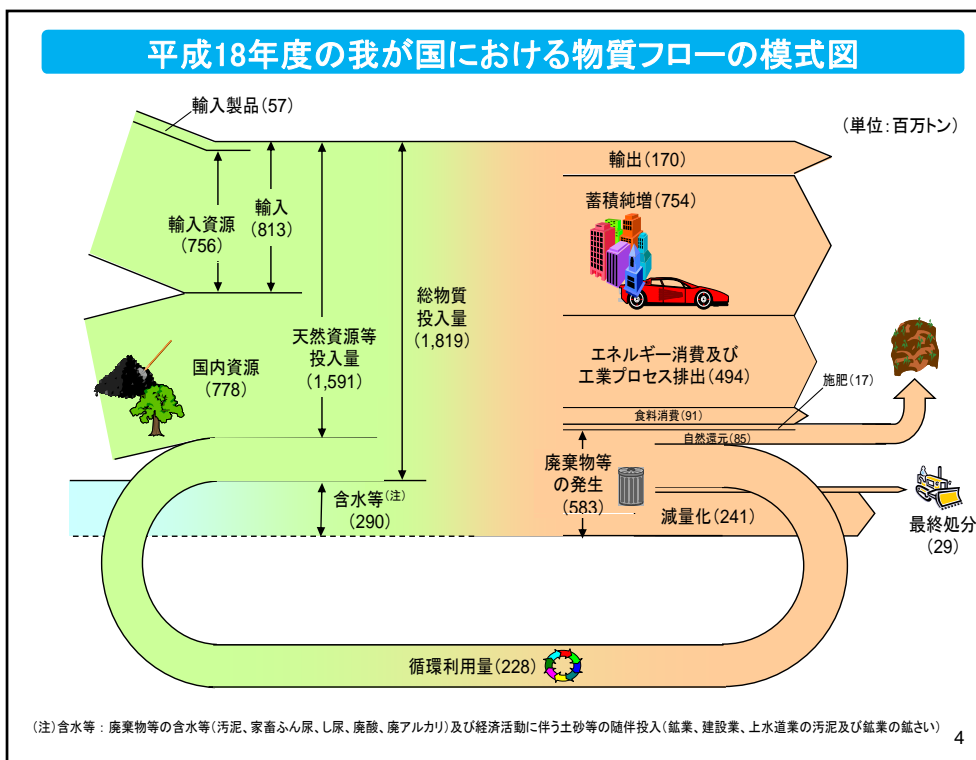 平成18年度の我が国における物質フローの模式図
輸入製品(57)
(単位:百万トン)
輸出(170)
蓄積純増(754)
輸入
(813)
輸入資源
(756)
総物質
投入量
(1,819)
天然資源等
投入量
(1,591)
国内資源
(778)
エネルギー消費及び
工業プロセス排出(494)
施肥(17)
食料消費(91)
自然還元(85)
廃棄物等
の発生
(583)
含水等(注)
(290)
減量化(241)
最終処分
(29)
循環利用量(228)
(注)含水等:廃棄物等の含水等(汚泥、家畜ふん尿、し尿、廃酸、廃アルカリ)及び経済活動に伴う土砂等の随伴投入(鉱業、建設業、上水道業の汚泥及び鉱業の鉱さい)
4